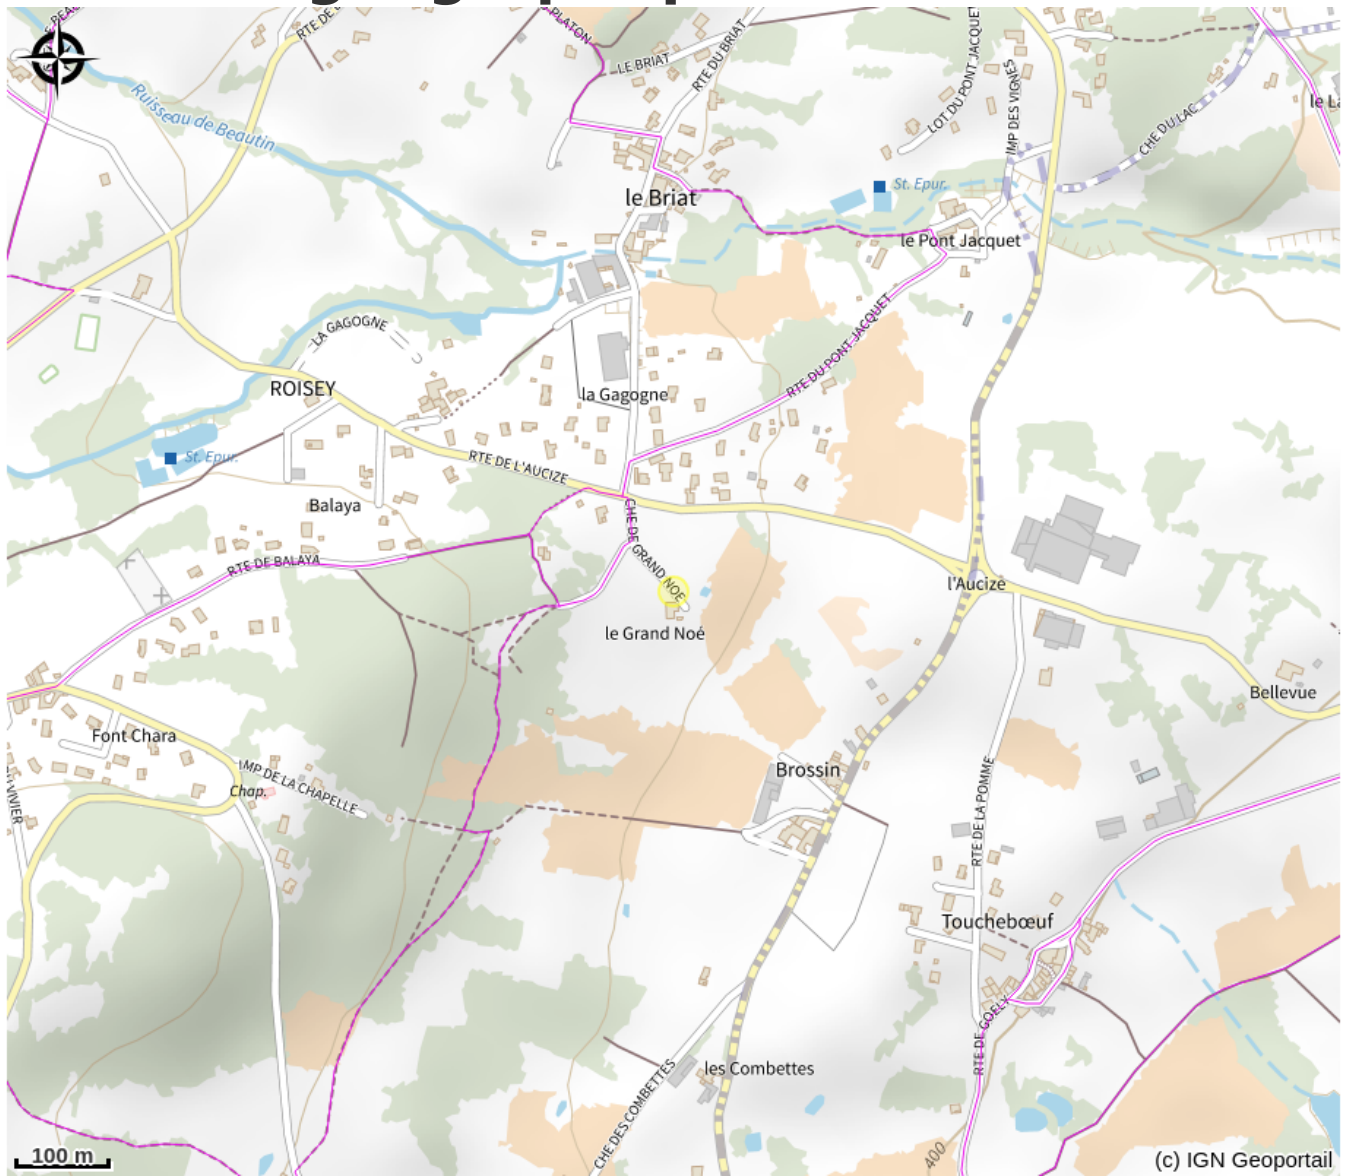 RTE DE
PLATON
LE BRIAT
RTE DU BRIAT
LOT DU PONT JACQUET
IMP DES VIGNES
CHE DU LAC
Ruisseau de Beautin
le Briat
St. Epur.
le Pont Jacquet
LA GAGOGNE
RTE DU PONT JACQUET
ROISEY
la Gagogne
St. Epur.
RTE DE L'AUCIZE
Balaya
CHE DE GRAND NOE
RTE DE BALAYA
l'Aucize
le Grand Noé
Bellevue
Font Chara
Brossin
IMP DE LA CHAPELLE
Chap.
VIVIER
RTE DE LA POMME
Touchebœuf
RTE DE GOELY
les Combettes
CHE DES COMBETTES
400
100 m
(c) IGN Geoportail